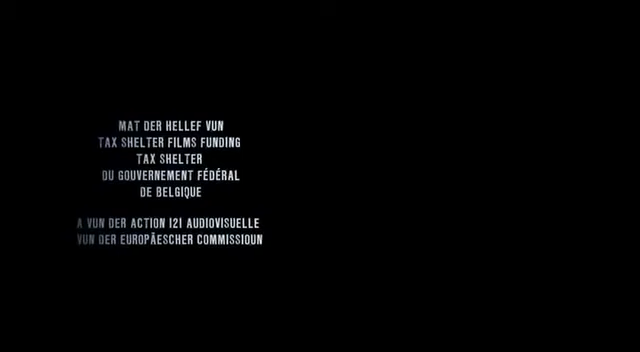 MAT DER HELLEF VUN
TAX SHELTER FILMS FUNDING
TAX SHELTER
DU GOUVERNEMENT FÉDÉRAL
DE BELGIQUE
A VUN DER ACTION I2I AUDIOVISUELLE
VUN DER EUROPÄESCHER COMMISSIOUN